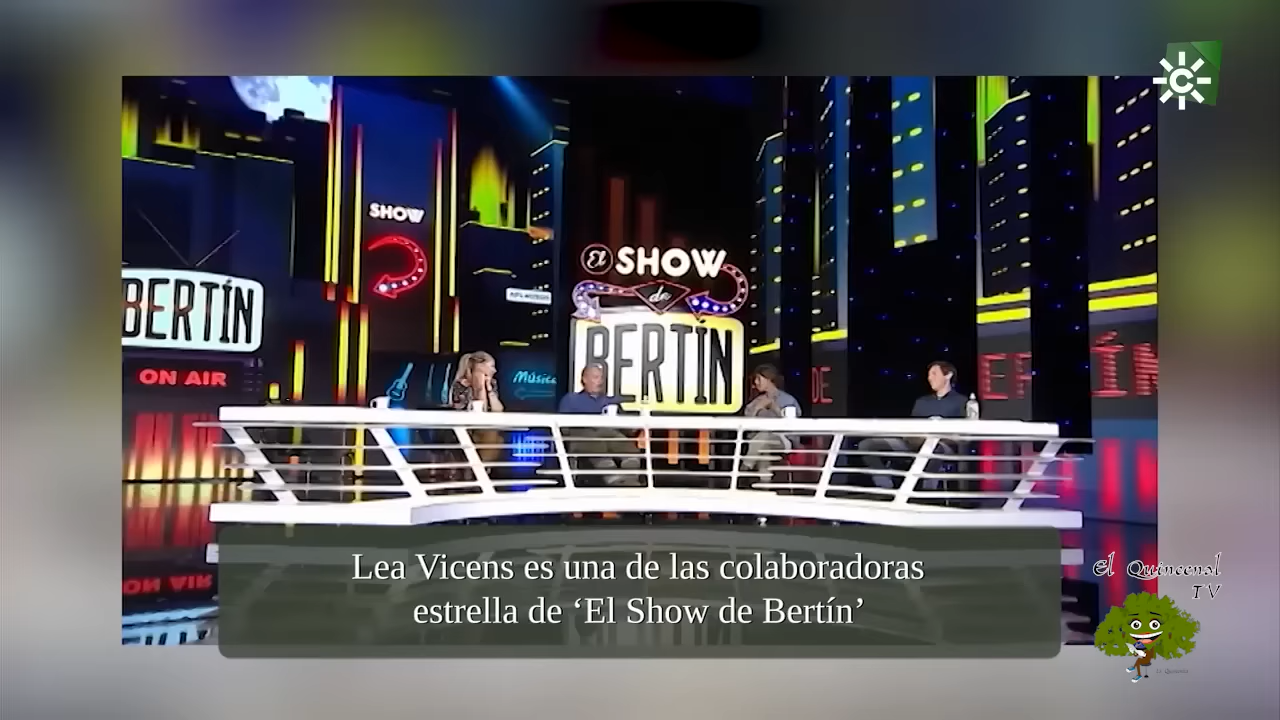 SHOW
El SHOW
de
BERTÍN
BERTÍN
ON AIR
Música
DE
Lea Vicens es una de las colaboradoras
estrella de ‘El Show de Bertín’
El Quincenal
TV